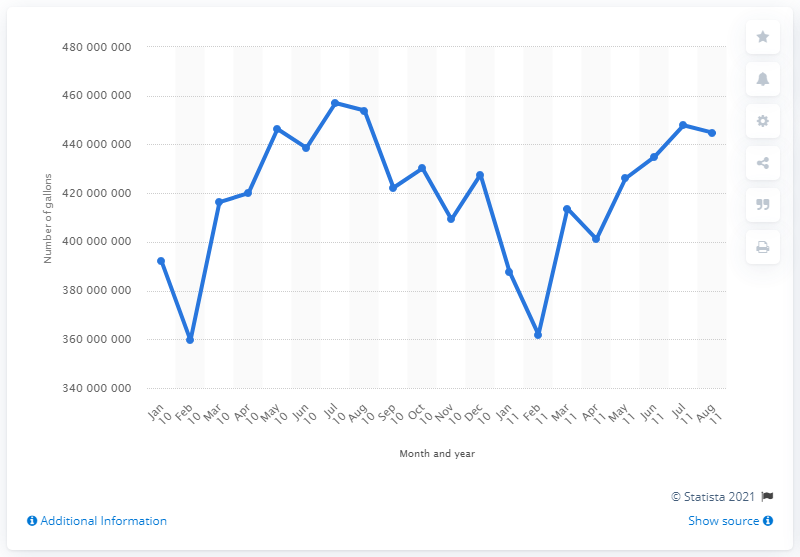 480 000 000
460 000 000
440 000 000
420 000 000
400 000 000
380 000 000
360 000 000
340 000 000
Number of gallons
Jan 10
Feb 10
Mar 10
Apr 10
May 10
Jun 10
Jul 10
Aug 10
Sep 10
Oct 10
Nov 10
Dec 10
Jan 11
Feb 11
Mar 11
Apr 11
May 11
Jun 11
Jul 11
Aug 11
Month and year
© Statista 2021
Additional Information
Show source